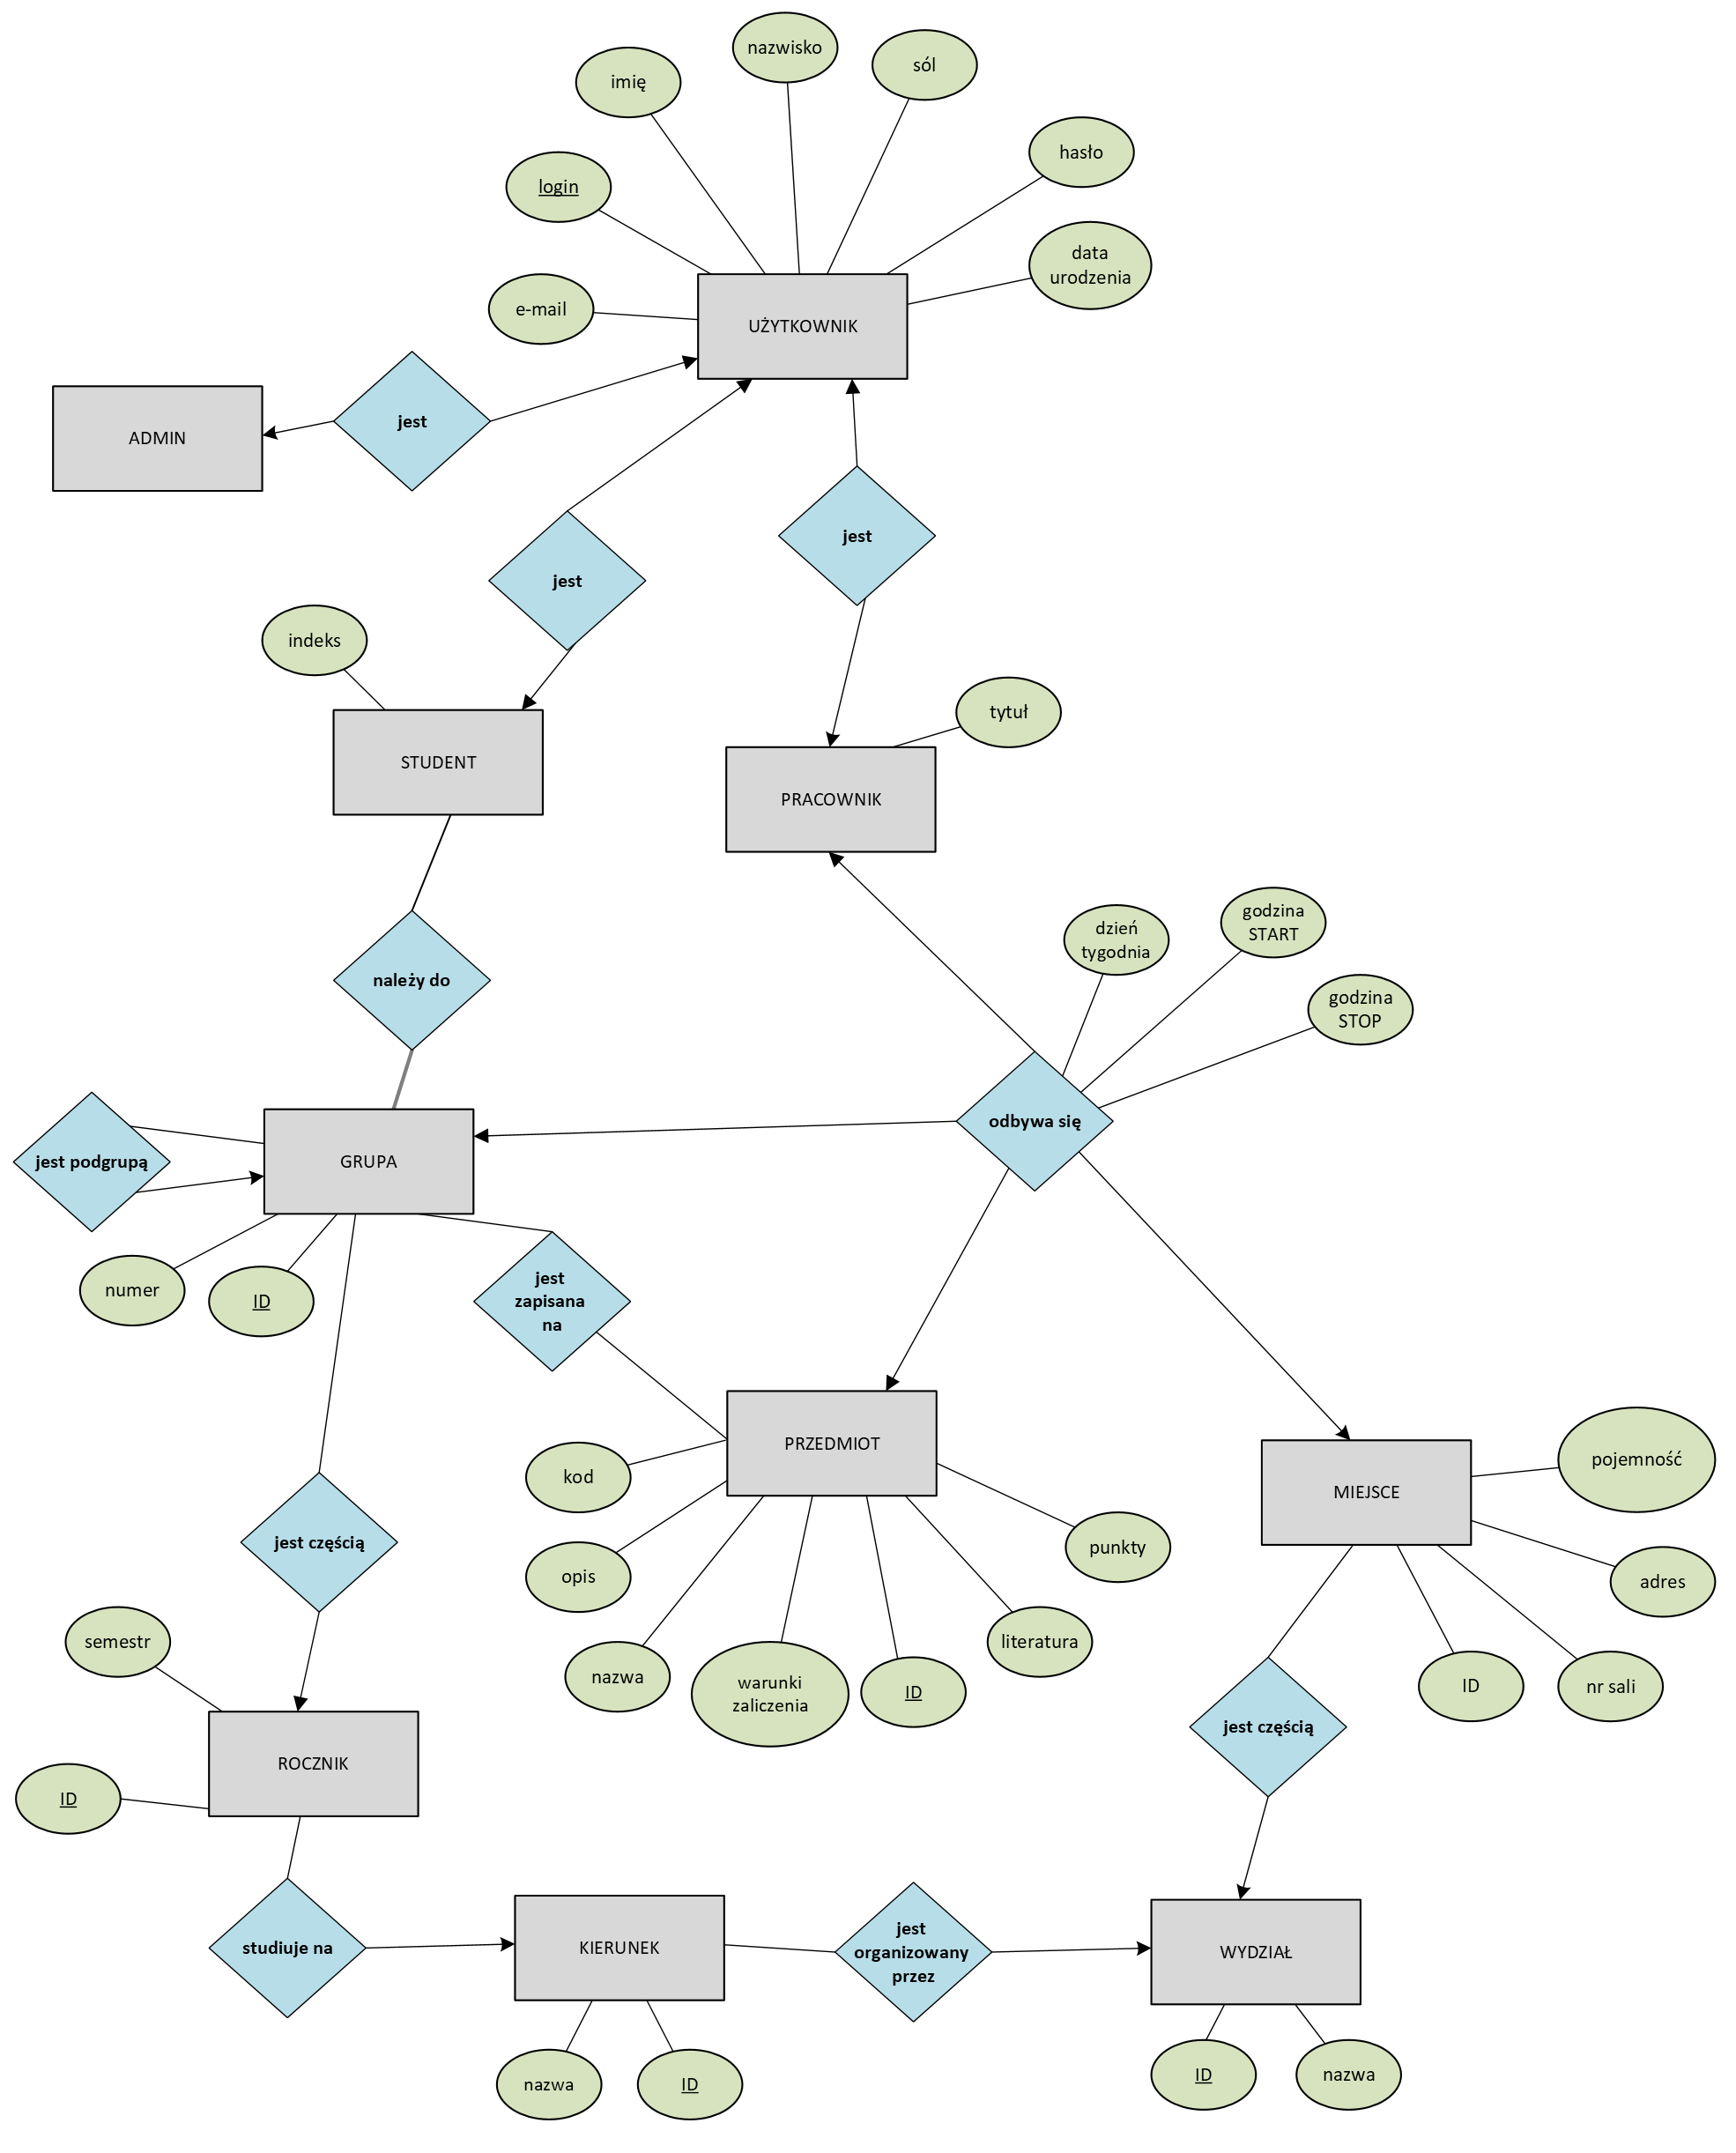 nazwisko
sól
imię
hasło
login
data
urodzenia
e-mail
UŻYTKOWNIK
jest
ADMIN
jest
jest
indeks
tytuł
STUDENT
PRACOWNIK
godzina
START
dzień
tygodnia
należy do
godzina
STOP
odbywa się
jest podgrupą
GRUPA
numer
ID
jest
zapisana
na
PRZEDMIOT
pojemność
kod
MIEJSCE
jest częścią
punkty
opis
adres
semestr
literatura
nazwa
warunki
zaliczenia
ID
ID
nr sali
jest częścią
ROCZNIK
ID
studiuje na
KIERUNEK
jest
organizowany
przez
WYDZIAŁ
nazwa
ID
ID
nazwa